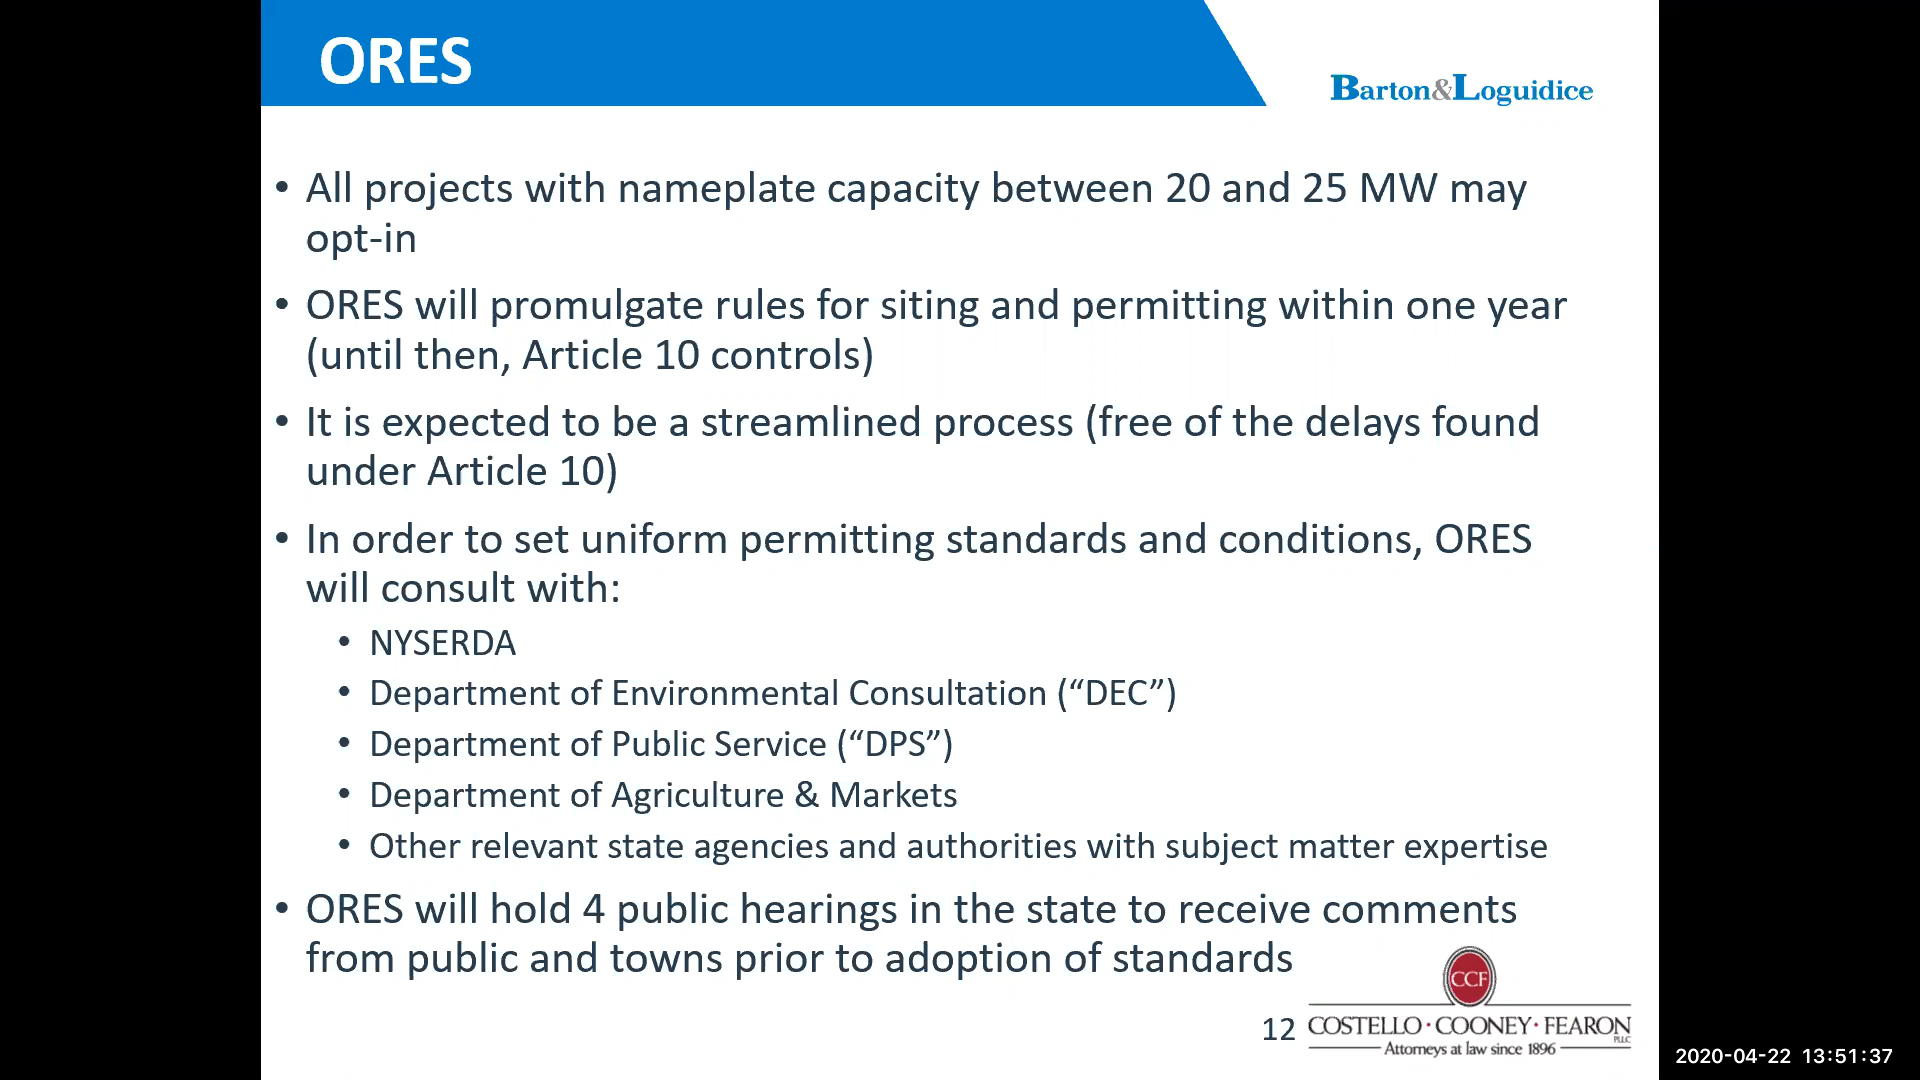 ORES
Barton&Loguidice
• All projects with nameplate capacity between 20 and 25 MW may
opt-in
• ORES will promulgate rules for siting and permitting within one year
(until then, Article 10 controls)
• It is expected to be a streamlined process (free of the delays found
under Article 10)
• In order to set uniform permitting standards and conditions, ORES
will consult with:
• NYSERDA
• Department of Environmental Consultation (“DEC”)
• Department of Public Service (“DPS”)
• Department of Agriculture & Markets
• Other relevant state agencies and authorities with subject matter expertise
• ORES will hold 4 public hearings in the state to receive comments
from public and towns prior to adoption of standards
CCF
12
COSTELLO • COONEY • FEARON
PLLC
Attorneys at law since 1896
2020-04-22 13:51:37